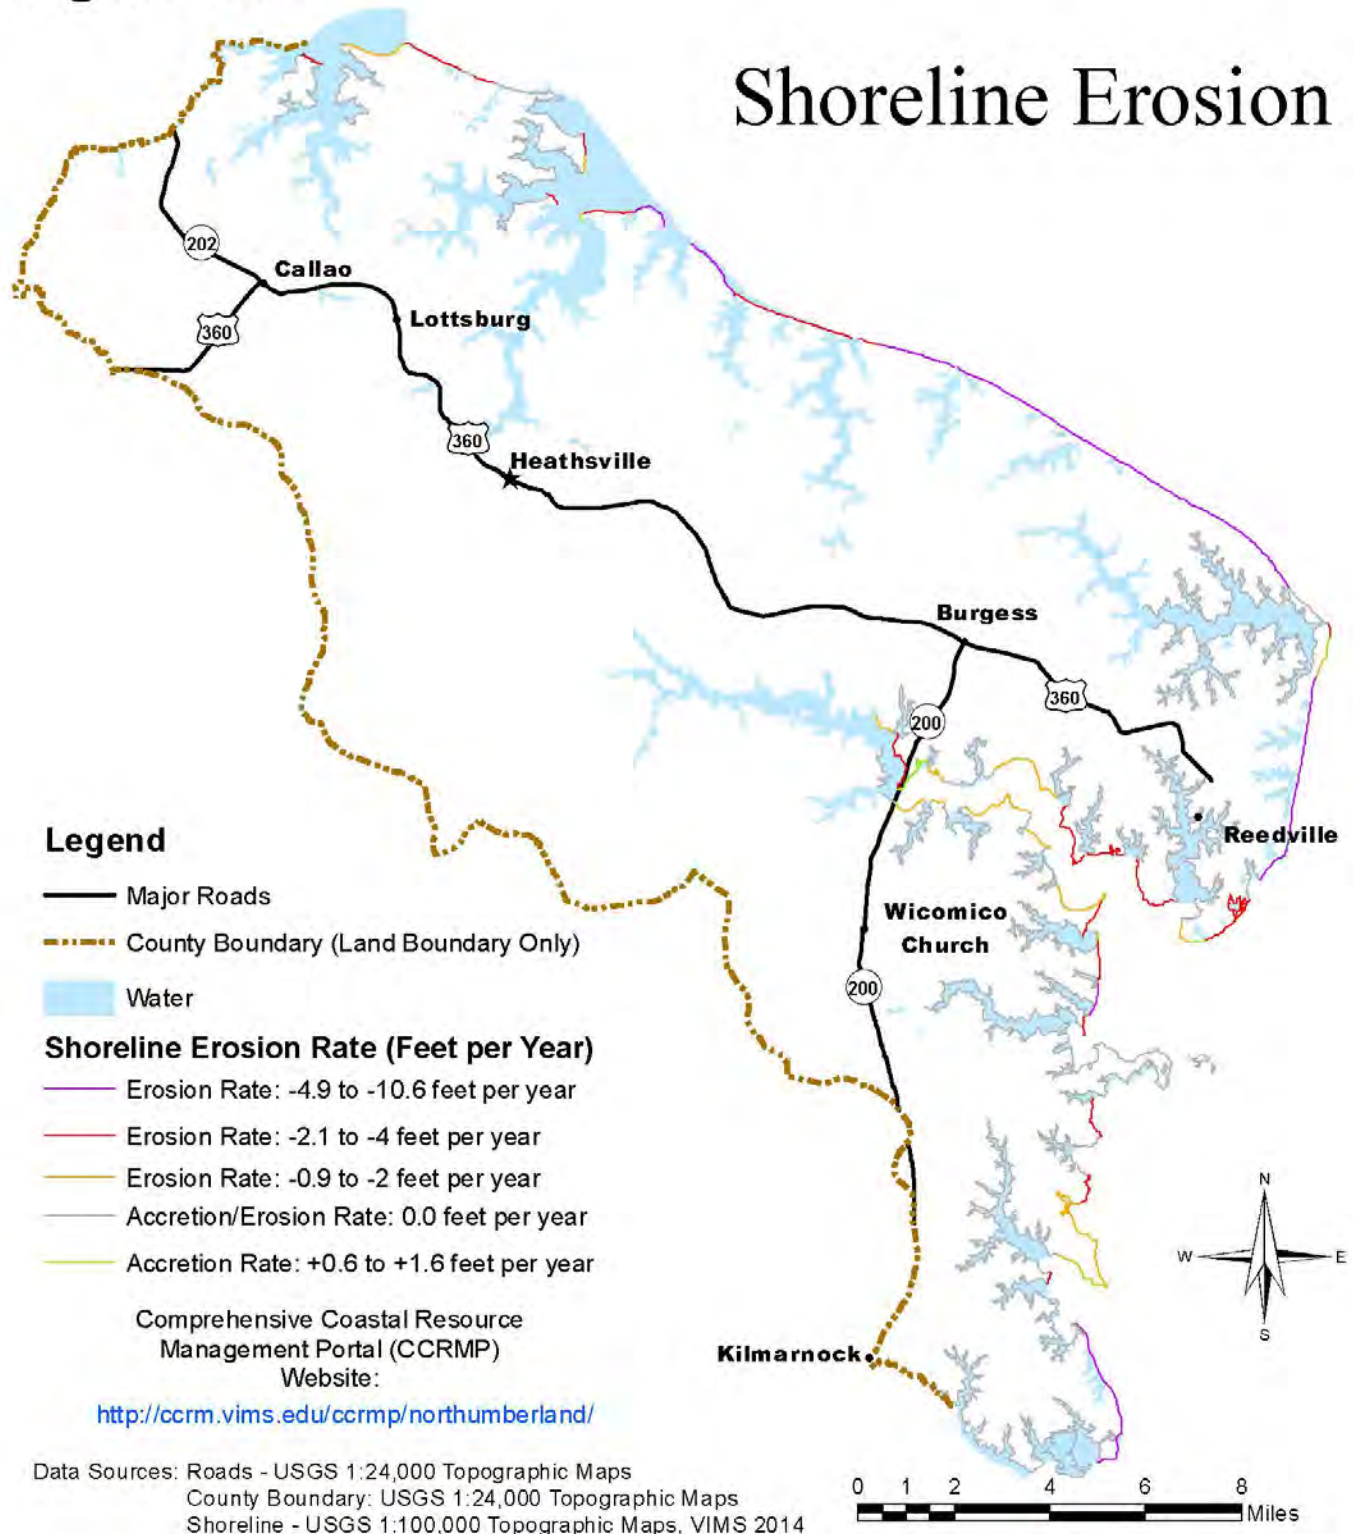 Shoreline Erosion
202
Callao
360
Lottsburg
360
Heathsville
Burgess
360
200
Reedville
Wicomico
Church
200
Kilmarnock
Legend
Major Roads
County Boundary (Land Boundary Only)
Water
Shoreline Erosion Rate (Feet per Year)
Erosion Rate: -4.9 to -10.6 feet per year
Erosion Rate: -2.1 to -4 feet per year
Erosion Rate: -0.9 to -2 feet per year
Accretion/Erosion Rate: 0.0 feet per year
Accretion Rate: +0.6 to +1.6 feet per year
Comprehensive Coastal Resource
Management Portal (CCRMP)
Website:
http://ccrm.vims.edu/ccrmp/northumberland/
N
W E
S
Data Sources: Roads - USGS 1:24,000 Topographic Maps
County Boundary: USGS 1:24,000 Topographic Maps
Shoreline - USGS 1:100,000 Topographic Maps, VIMS 2014
0 1 2 4 6 8
Miles